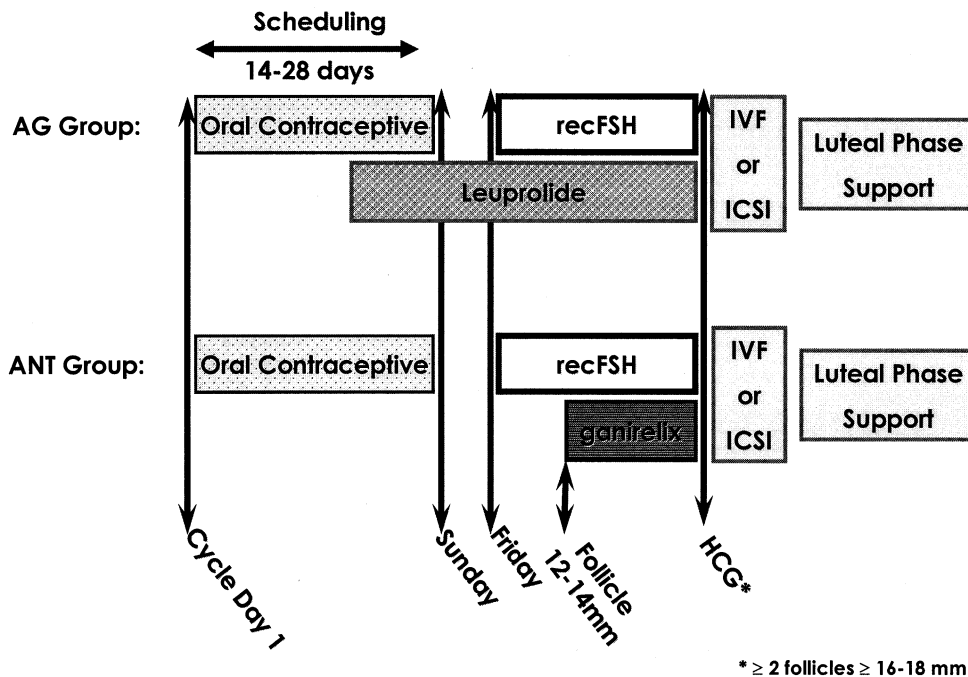 Scheduling
14-28 days
AG Group:
Oral Contraceptive
recFSH
IVF
or
ICSI
Luteal Phase
Support
Leuprolide
ANT Group:
Oral Contraceptive
recFSH
IVF
or
ICSI
Luteal Phase
Support
ganirelix
Cycle Day 1
Sunday
Friday
Follicle
12-14mm
HCG*
* ≥ 2 follicles ≥ 16-18 mm